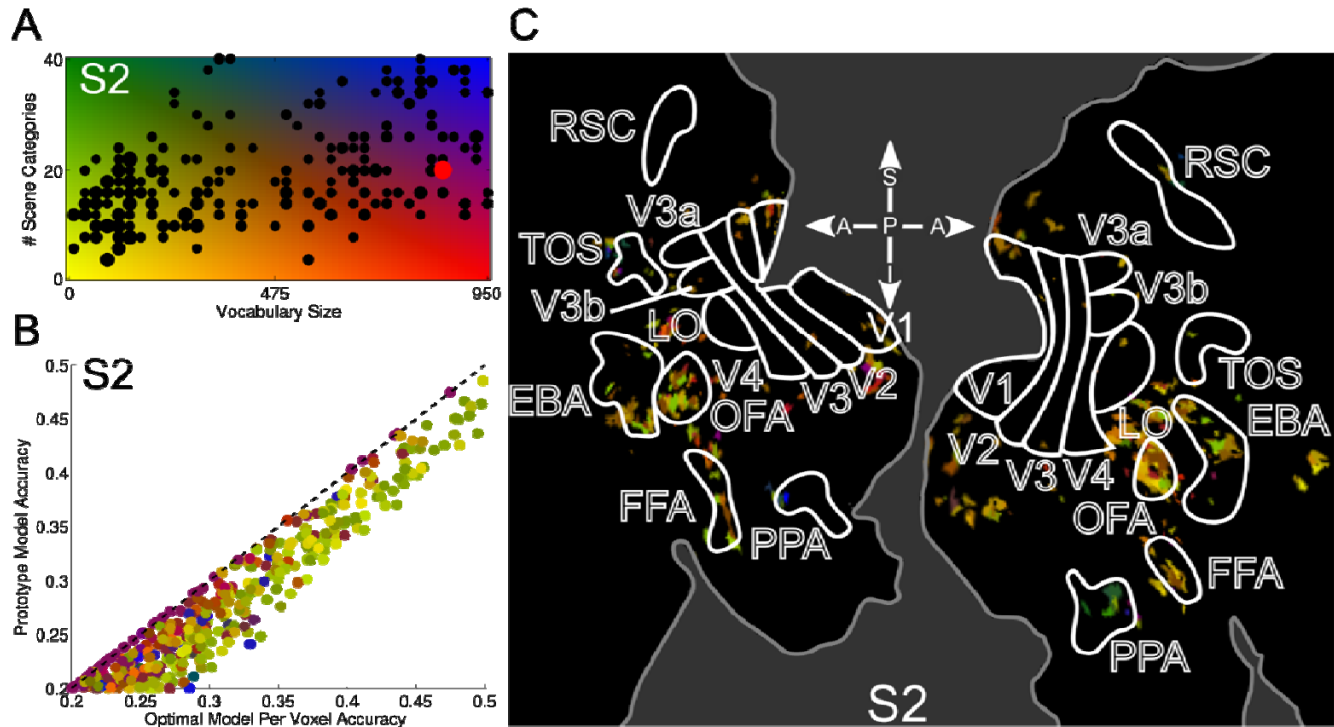 A
S2
40
20
0
# Scene Categories
0 475 950
Vocabulary Size
B
S2
0.5
0.45
0.4
0.35
0.3
0.25
0.2
Prototype Model Accuracy
0.2 0.25 0.3 0.35 0.4 0.45 0.5
Optimal Model Per Voxel Accuracy
C
RSC
V3a
TOS
V3b
LO
EBA
V4
OFA
V3
V2
V1
FFA
PPA
S
A P A
I
RSC
V3a
V3b
TOS
V1
LO
EBA
V2
V3
V4
OFA
FFA
PPA
S2